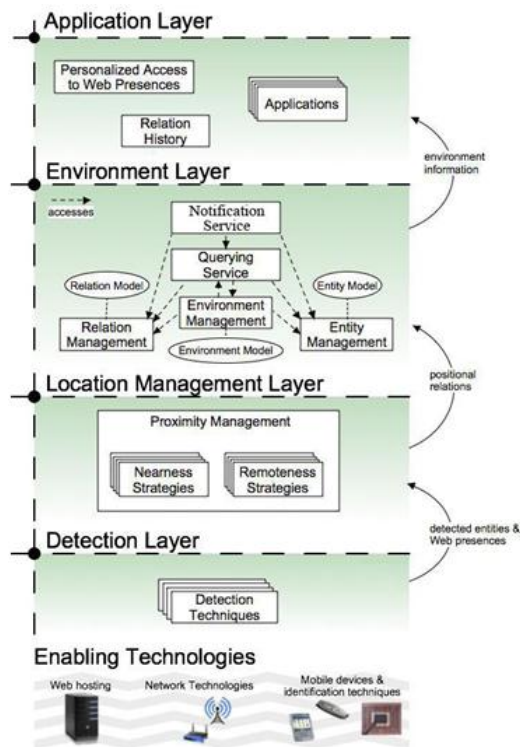 Application Layer
Personalized Access
to Web Presences
Applications
Relation
History
environment
information
Environment Layer
accesses
Notification
Service
Querying
Service
Relation Model
Entity Model
Environment
Management
Relation
Management
Entity
Management
Environment Model
positional
relations
Location Management Layer
Proximity Management
Nearness
Strategies
Remoteness
Strategies
detected entities &
Web presences
Detection Layer
Detection
Techniques
Enabling Technologies
Web hosting
Network Technologies
Mobile devices &
identification techniques